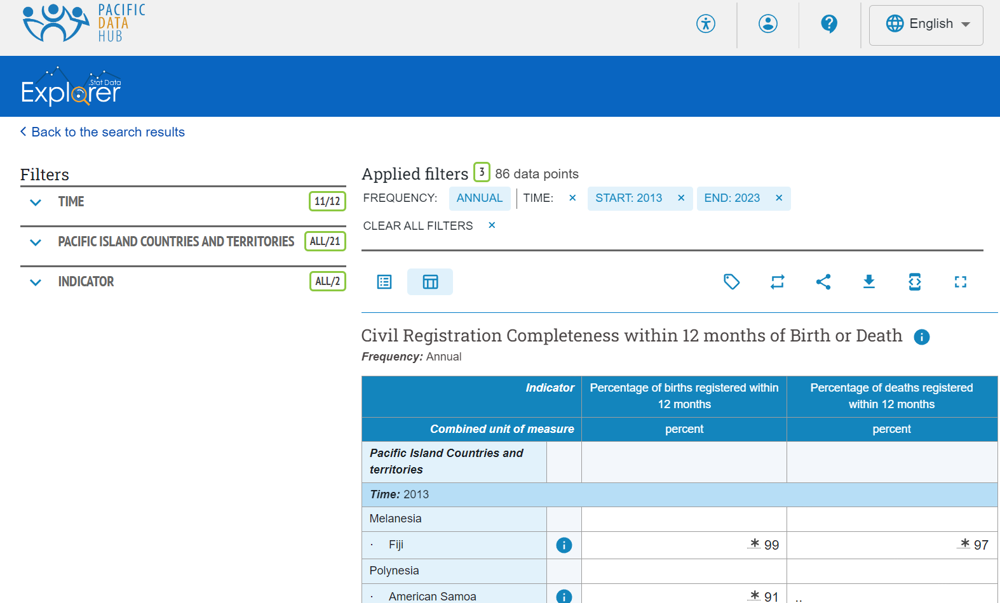 PACIFIC
DATA
HUB
English
Explorer
.Stat Data
Back to the search results
Filters
TIME
11/12
PACIFIC ISLAND COUNTRIES AND TERRITORIES
ALL/21
INDICATOR
ALL/2
Applied filters 3 86 data points
FREQUENCY: ANNUAL TIME: × START: 2013 × END: 2023 ×
CLEAR ALL FILTERS ×
Civil Registration Completeness within 12 months of Birth or Death
Frequency: Annual
Indicator
Percentage of births registered within
12 months
Percentage of deaths registered
within 12 months
Combined unit of measure
percent
percent
Pacific Island Countries and
territories
Time: 2013
Melanesia
· Fiji
* 99
* 97
Polynesia
· American Samoa
* 91
..